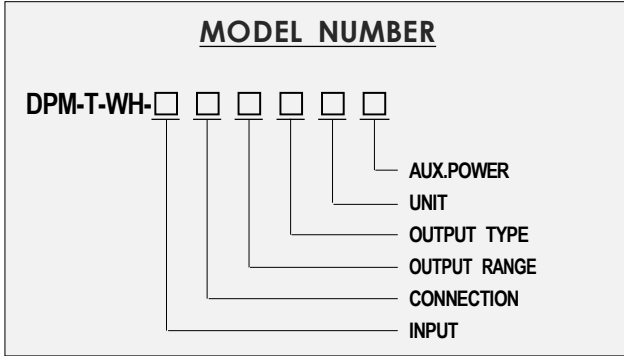 MODEL NUMBER
DPM-T-WH-□ □ □ □ □ □
AUX.POWER
UNIT
OUTPUT TYPE
OUTPUT RANGE
CONNECTION
INPUT